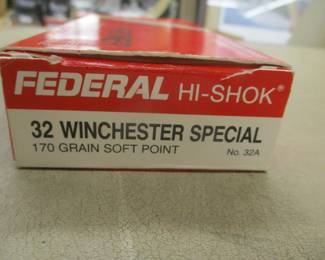 FEDERAL HI-SHOK®
32 WINCHESTER SPECIAL
170 GRAIN SOFT POINT No. 32A